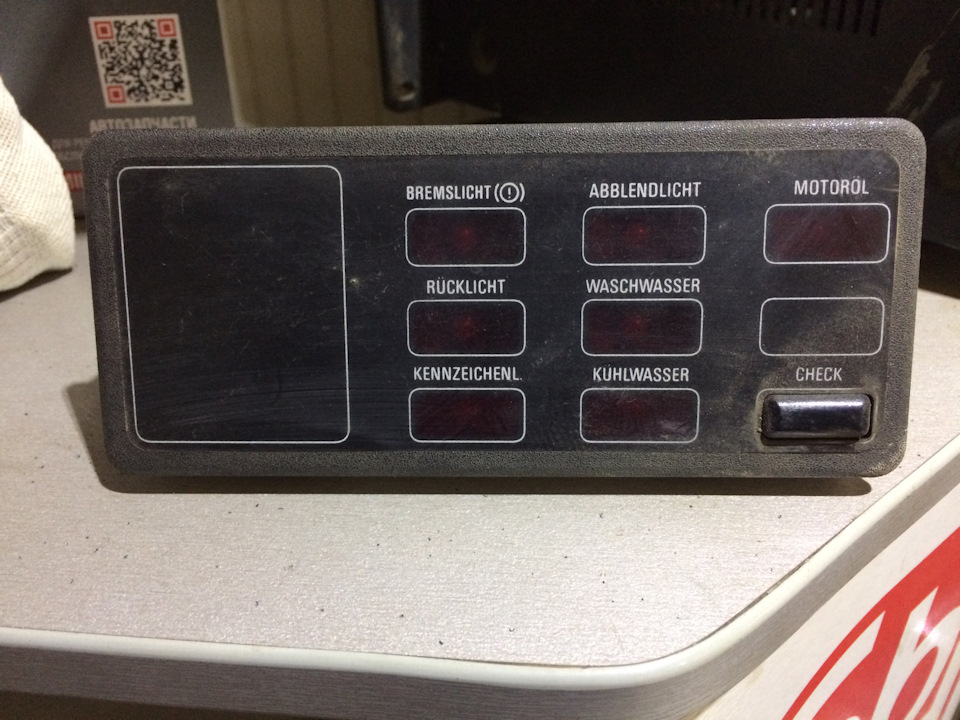 АВТОЗАПЧАСТИ
BREMSLICHT (!)
ABBLENDLICHT
MOTORÖL
RÜCKLICHT
WASCHWASSER
KENNZEICHENL.
KÜHLWASSER
CHECK